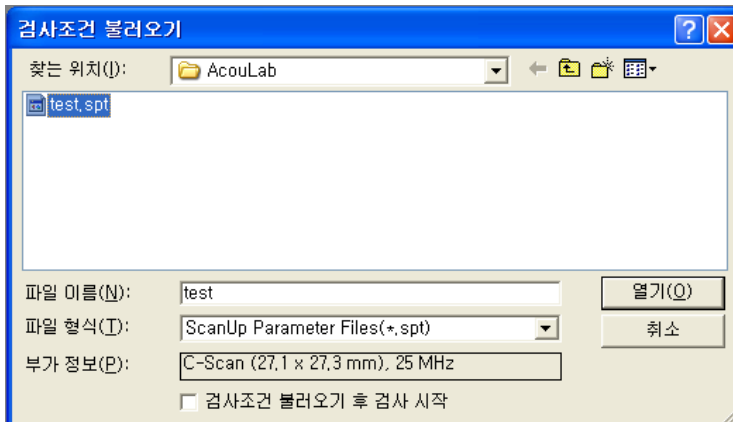 검사조건 불러오기
찾는 위치(I): AcouLab
test.spt
파일 이름(N): test 열기(O)
파일 형식(T): ScanUp Parameter Files(*.spt) 취소
부가 정보(P): C-Scan (27.1 x 27.3 mm), 25 MHz
검사조건 불러오기 후 검사 시작